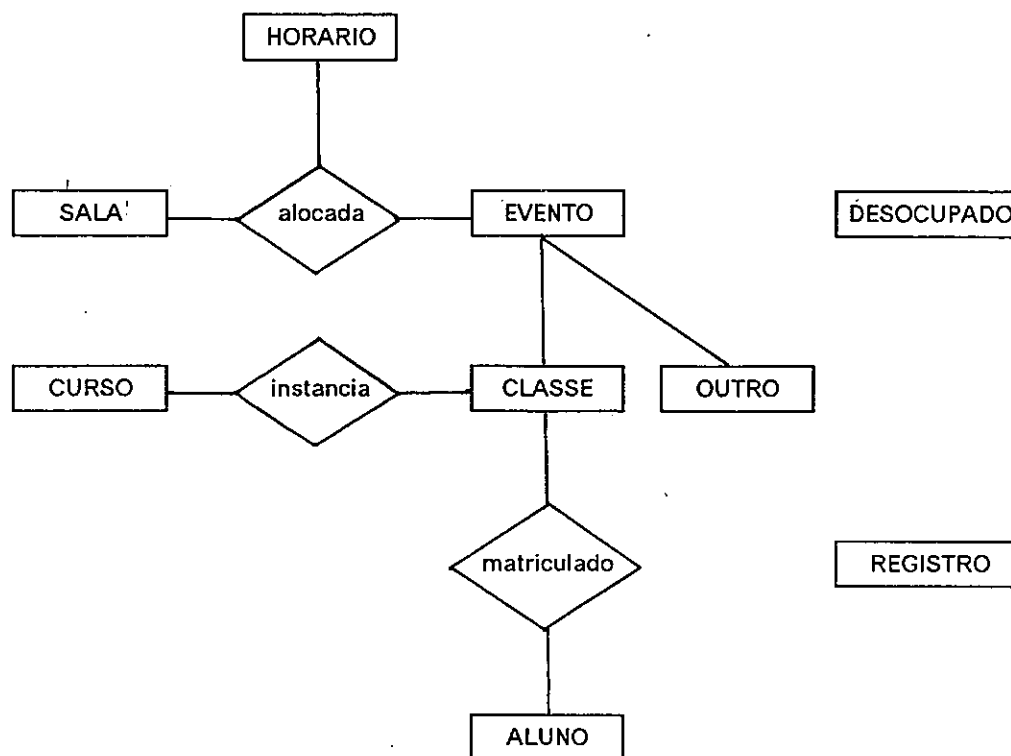 HORARIO
SALA
alocada
EVENTO
DESOCUPADO
CURSO
instancia
CLASSE
OUTRO
matriculado
REGISTRO
ALUNO